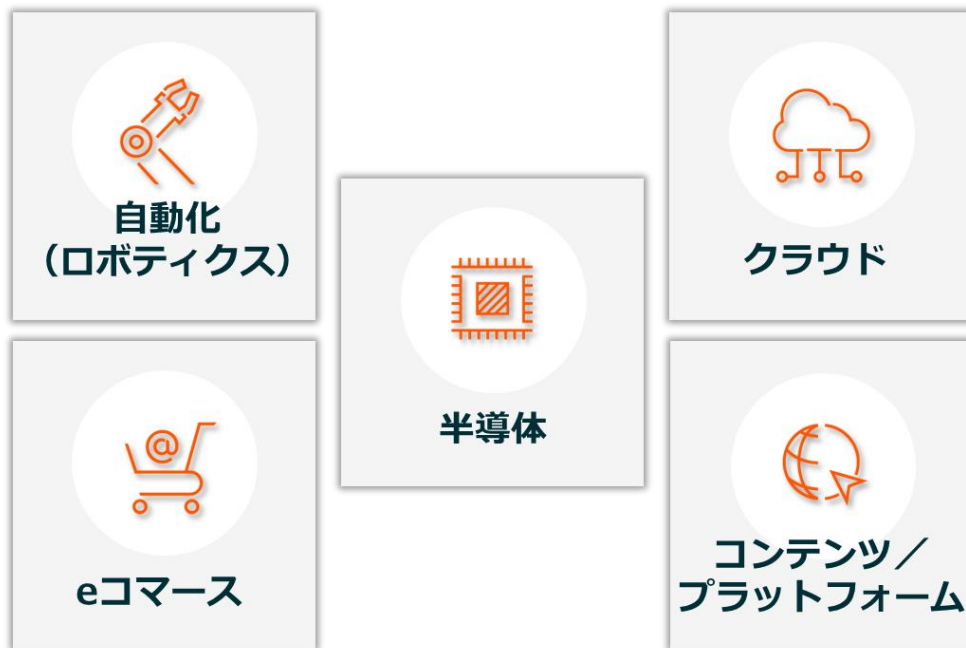 自動化
（ロボティクス）
クラウド
半導体
@
eコマース
コンテンツ／
プラットフォーム